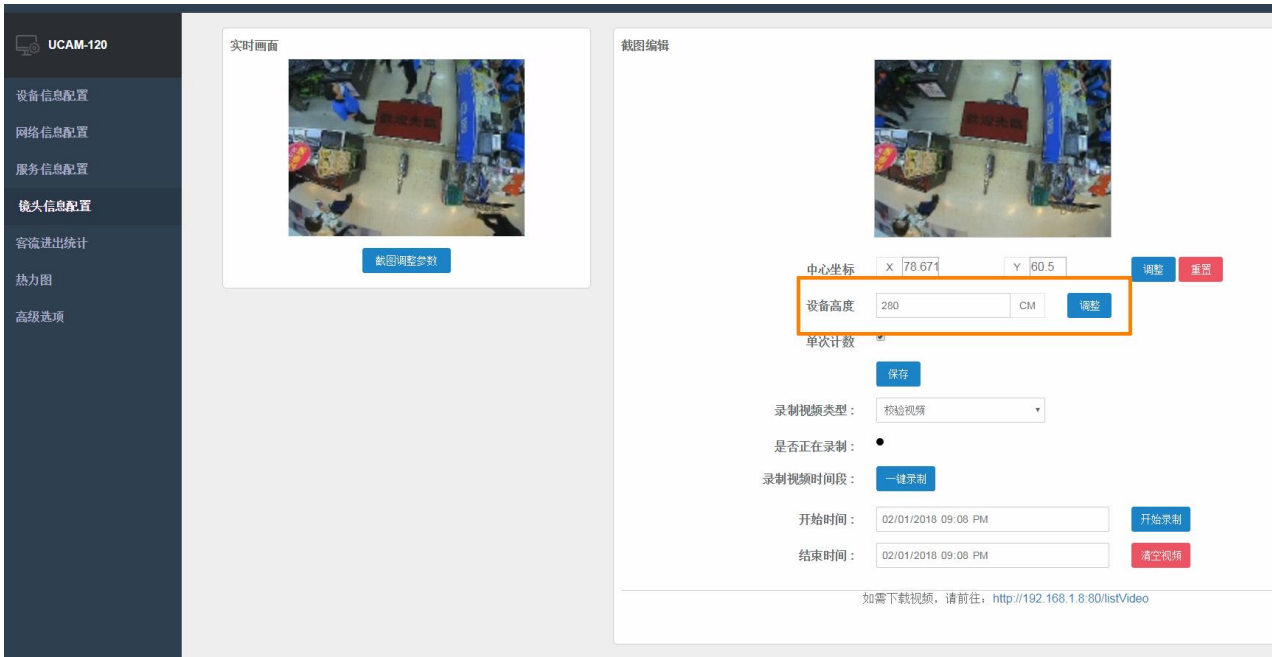 UCAM-120
设备信息配置
网络信息配置
服务信息配置
镜头信息配置
客流进出统计
热力图
高级选项
实时画面
截图调整参数
截图编辑
中心坐标 X 78.671 Y 60.5 调整 重置
设备高度 280 CM 调整
单次计数
保存
录制视频类型： 校验视频
是否正在录制：
录制视频时间段： 一键录制
开始时间： 02/01/2018 09:08 PM 开始录制
结束时间： 02/01/2018 09:08 PM 清空视频
如需下载视频，请前往：http://192.168.1.8:80/listVideo